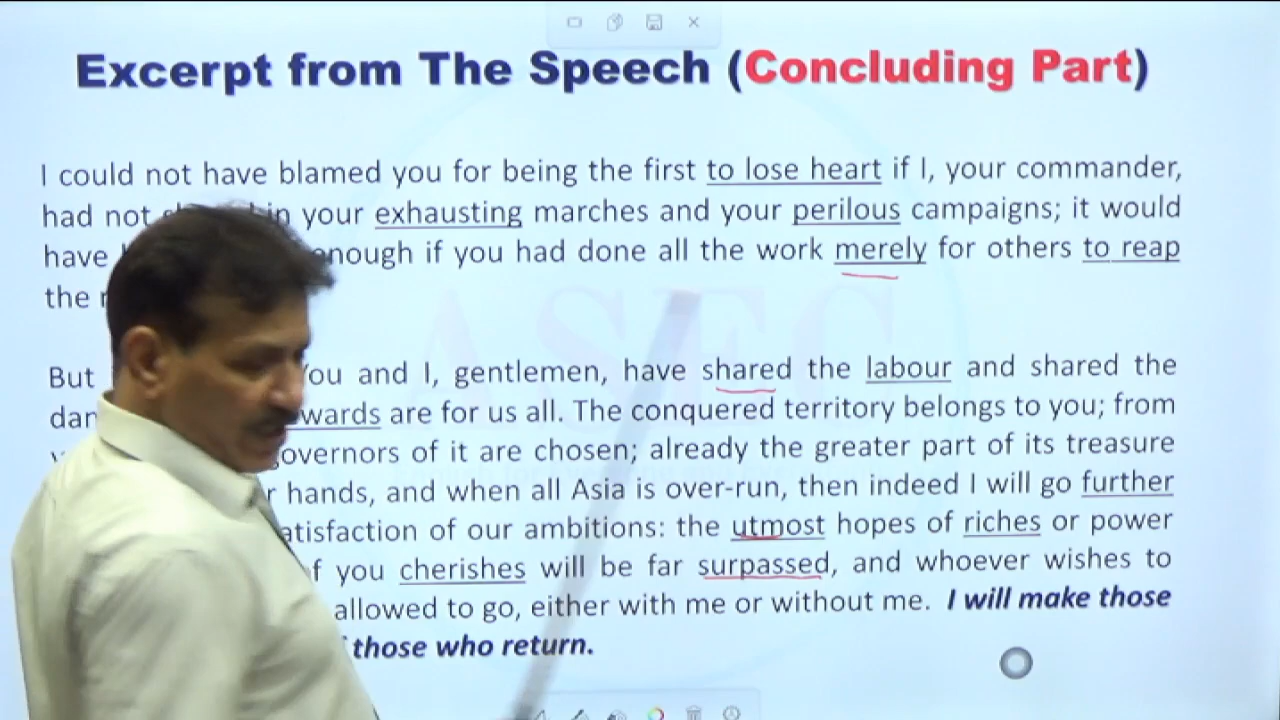 Excerpt from The Speech (Concluding Part)
I could not have blamed you for being the first to lose heart if I, your commander,
had not in your exhausting marches and your perilous campaigns; it would
have enough if you had done all the work merely for others to reap
the
But You and I, gentlemen, have shared the labour and shared the
are for us all. The conquered territory belongs to you; from
governors of it are chosen; already the greater part of its treasure
hands, and when all Asia is over-run, then indeed I will go further
satisfaction of our ambitions: the utmost hopes of riches or power
of you cherishes will be far surpassed, and whoever wishes to
allowed to go, either with me or without me. I will make those
those who return.
ASEC